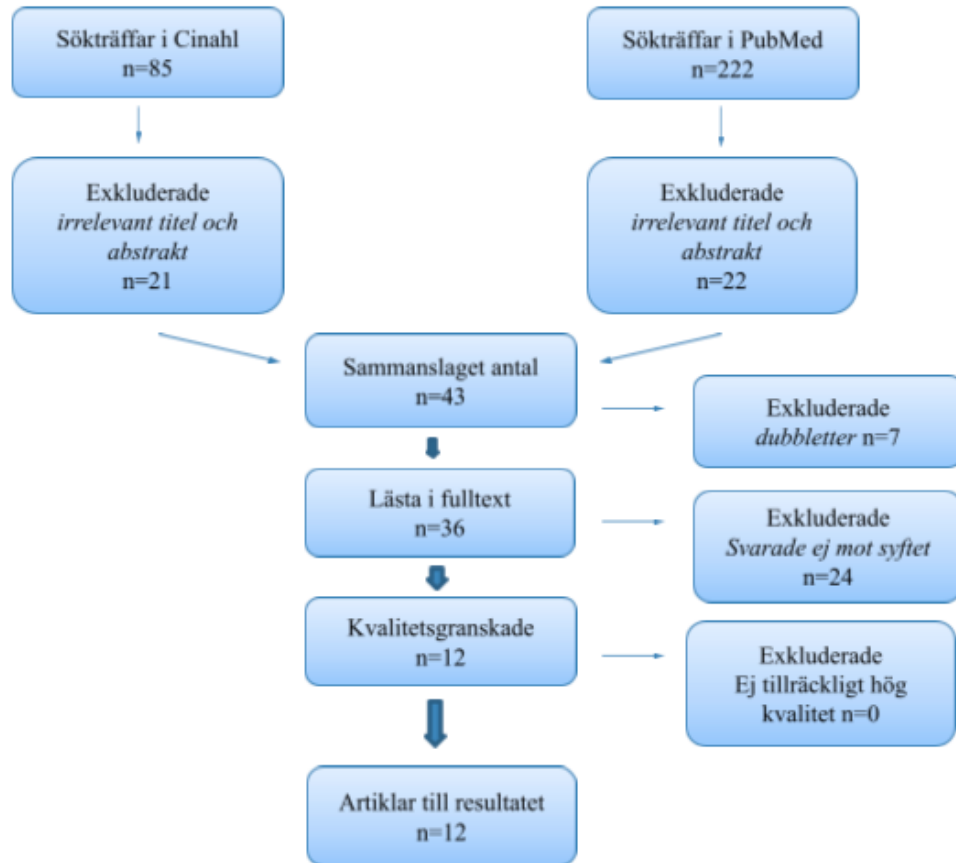 Sökträffar i Cinahl
n=85
Sökträffar i PubMed
n=222
Exkluderade
irrelevant titel och
abstrakt
n=21
Exkluderade
irrelevant titel och
abstrakt
n=22
Sammanslaget antal
n=43
Exkluderade
dubbletter n=7
Lästa i fulltext
n=36
Exkluderade
Svarade ej mot syftet
n=24
Kvalitetsgranskade
n=12
Exkluderade
Ej tillräckligt hög
kvalitet n=0
Artiklar till resultatet
n=12